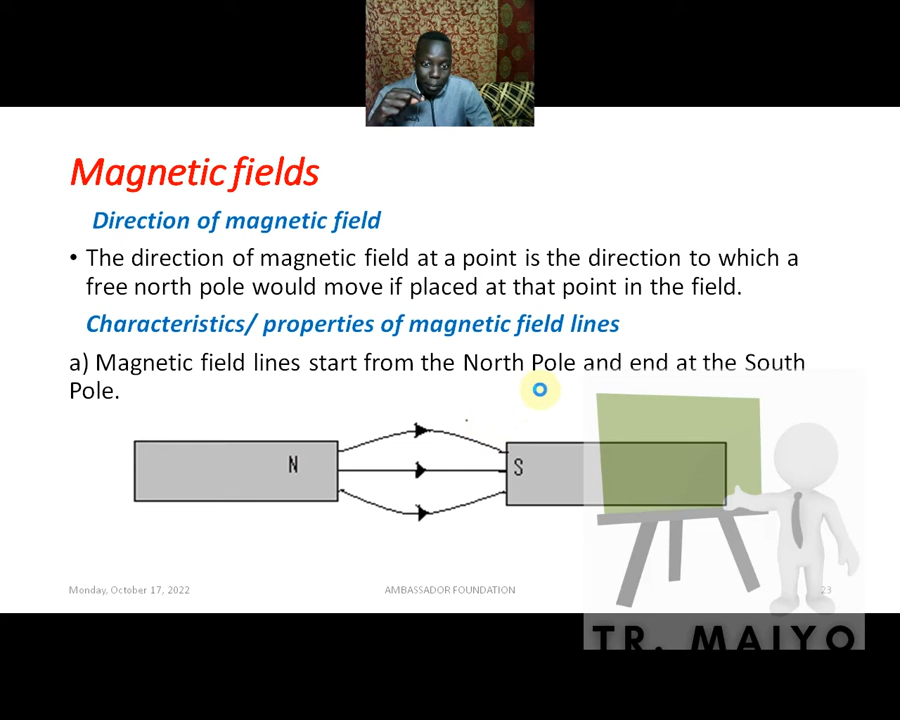 Magnetic fields
Direction of magnetic field
• The direction of magnetic field at a point is the direction to which a
free north pole would move if placed at that point in the field.
Characteristics/ properties of magnetic field lines
a) Magnetic field lines start from the North Pole and end at the South
Pole.
N S
Monday, October 17, 2022 AMBASSADOR FOUNDATION 23
TR. MAIYO